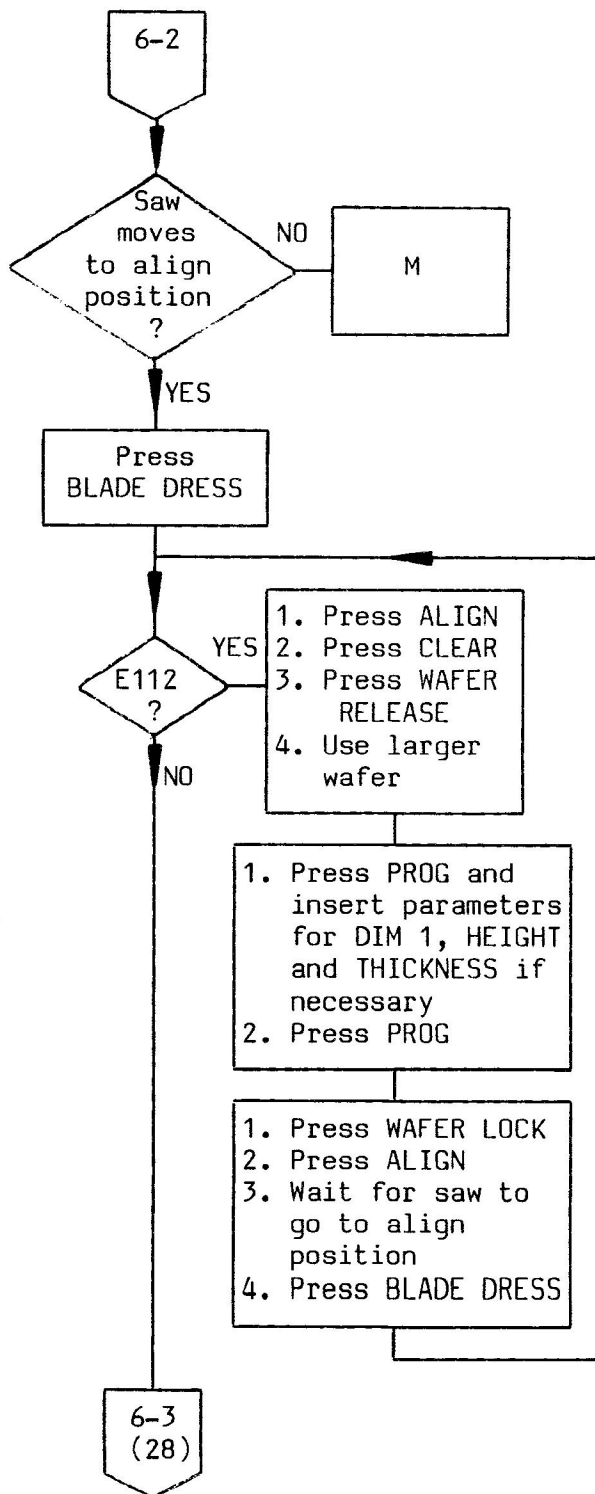 6-2
Saw
moves
to align
position
?
NO
M
YES
Press
BLADE DRESS
E112
?
YES
1. Press ALIGN
2. Press CLEAR
3. Press WAFER
RELEASE
4. Use larger
wafer
NO
1. Press PROG and
insert parameters
for DIM 1, HEIGHT
and THICKNESS if
necessary
2. Press PROG
1. Press WAFER LOCK
2. Press ALIGN
3. Wait for saw to
go to align
position
4. Press BLADE DRESS
6-3
(28)